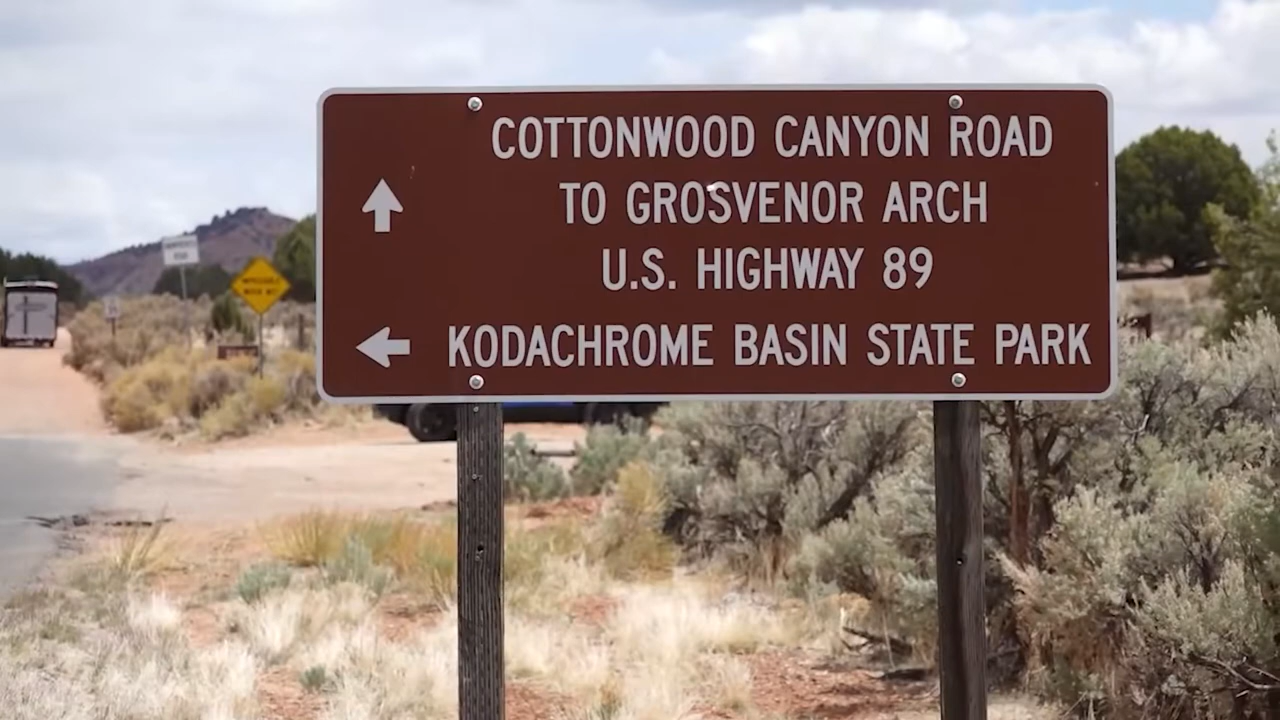 COTTONWOOD CANYON ROAD
TO GROSVENOR ARCH
U.S. HIGHWAY 89
KODACHROME BASIN STATE PARK